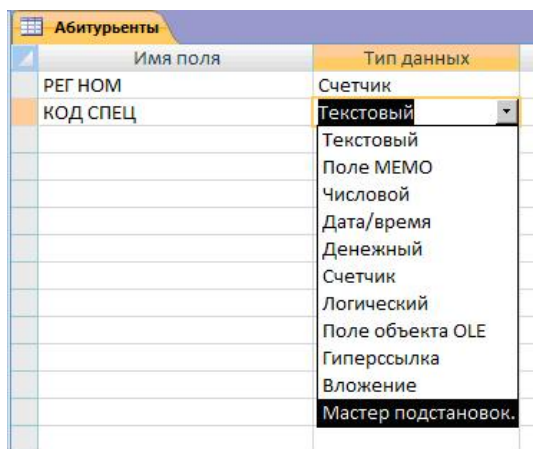 Абитурьенты
Имя поля Тип данных
РЕГ НОМ Счетчик
КОД СПЕЦ Текстовый
Текстовый
Поле МЕМО
Числовой
Дата/время
Денежный
Счетчик
Логический
Поле объекта OLE
Гиперссылка
Вложение
Мастер подстановок.